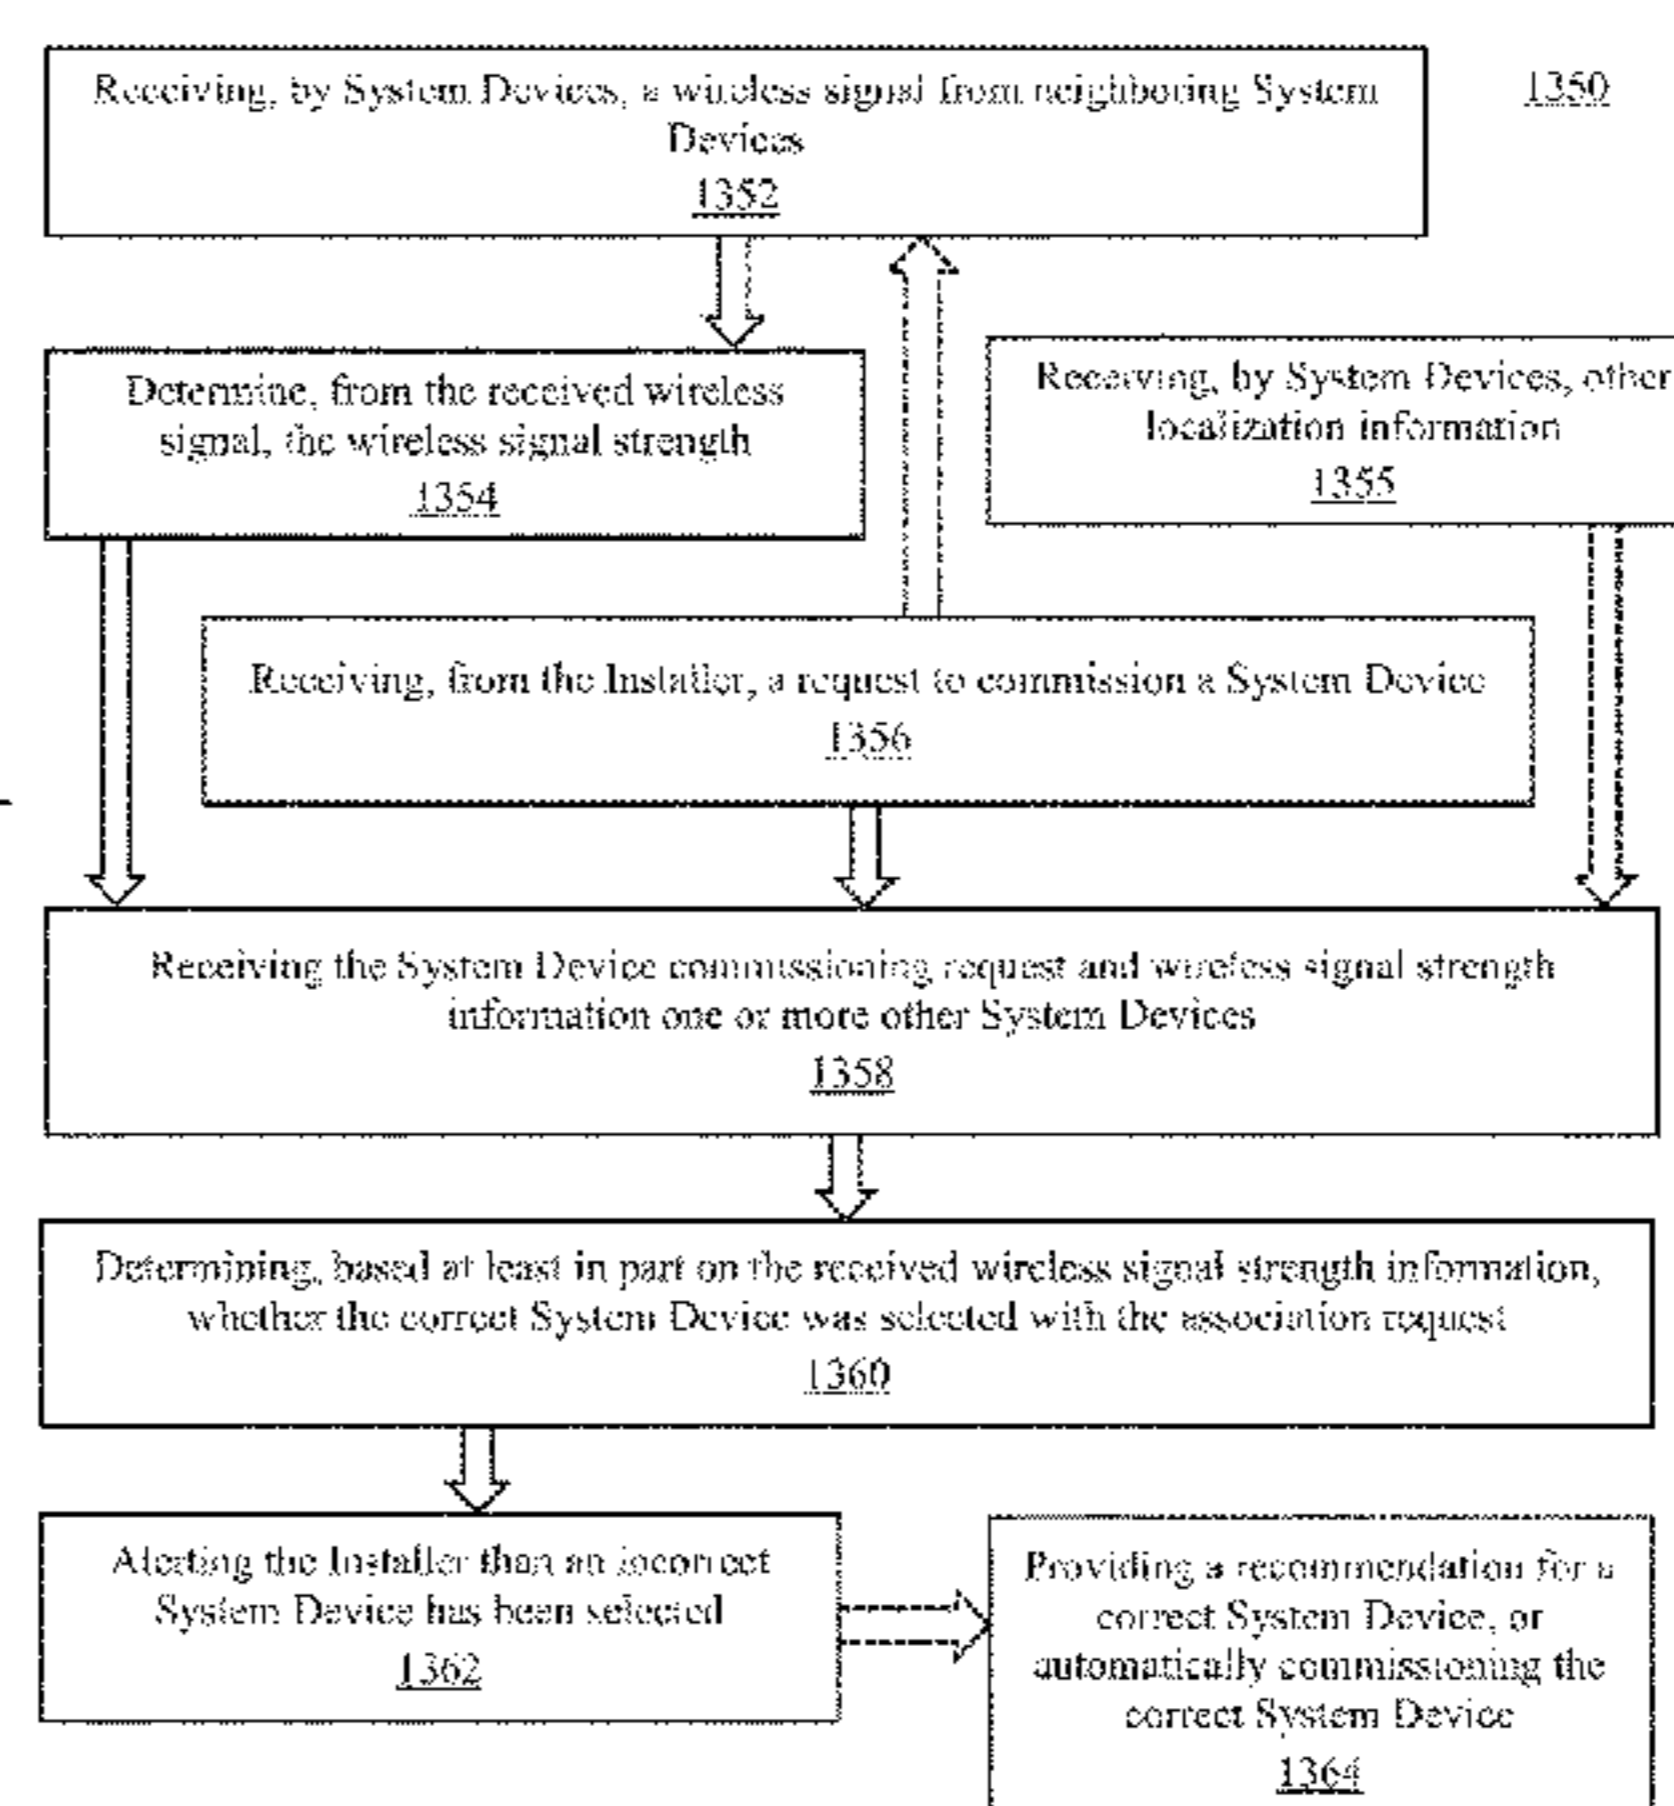 Receiving, by System Devices, a wireless signal from neighboring System
Devices
1352
1350
Determine, from the received wireless
signal, the wireless signal strength
1354
Receiving, by System Devices, other
localization information
1355
Receiving, from the Installer, a request to commission a System Device
1356
Receiving the System Device commissioning request and wireless signal strength
information one or more other System Devices
1358
Determining, based at least in part on the received wireless signal strength information,
whether the correct System Device was selected with the association request
1360
Alerting the Installer than an incorrect
System Device has been selected
1362
Providing a recommendation for a
correct System Device, or
automatically commissioning the
correct System Device
1364